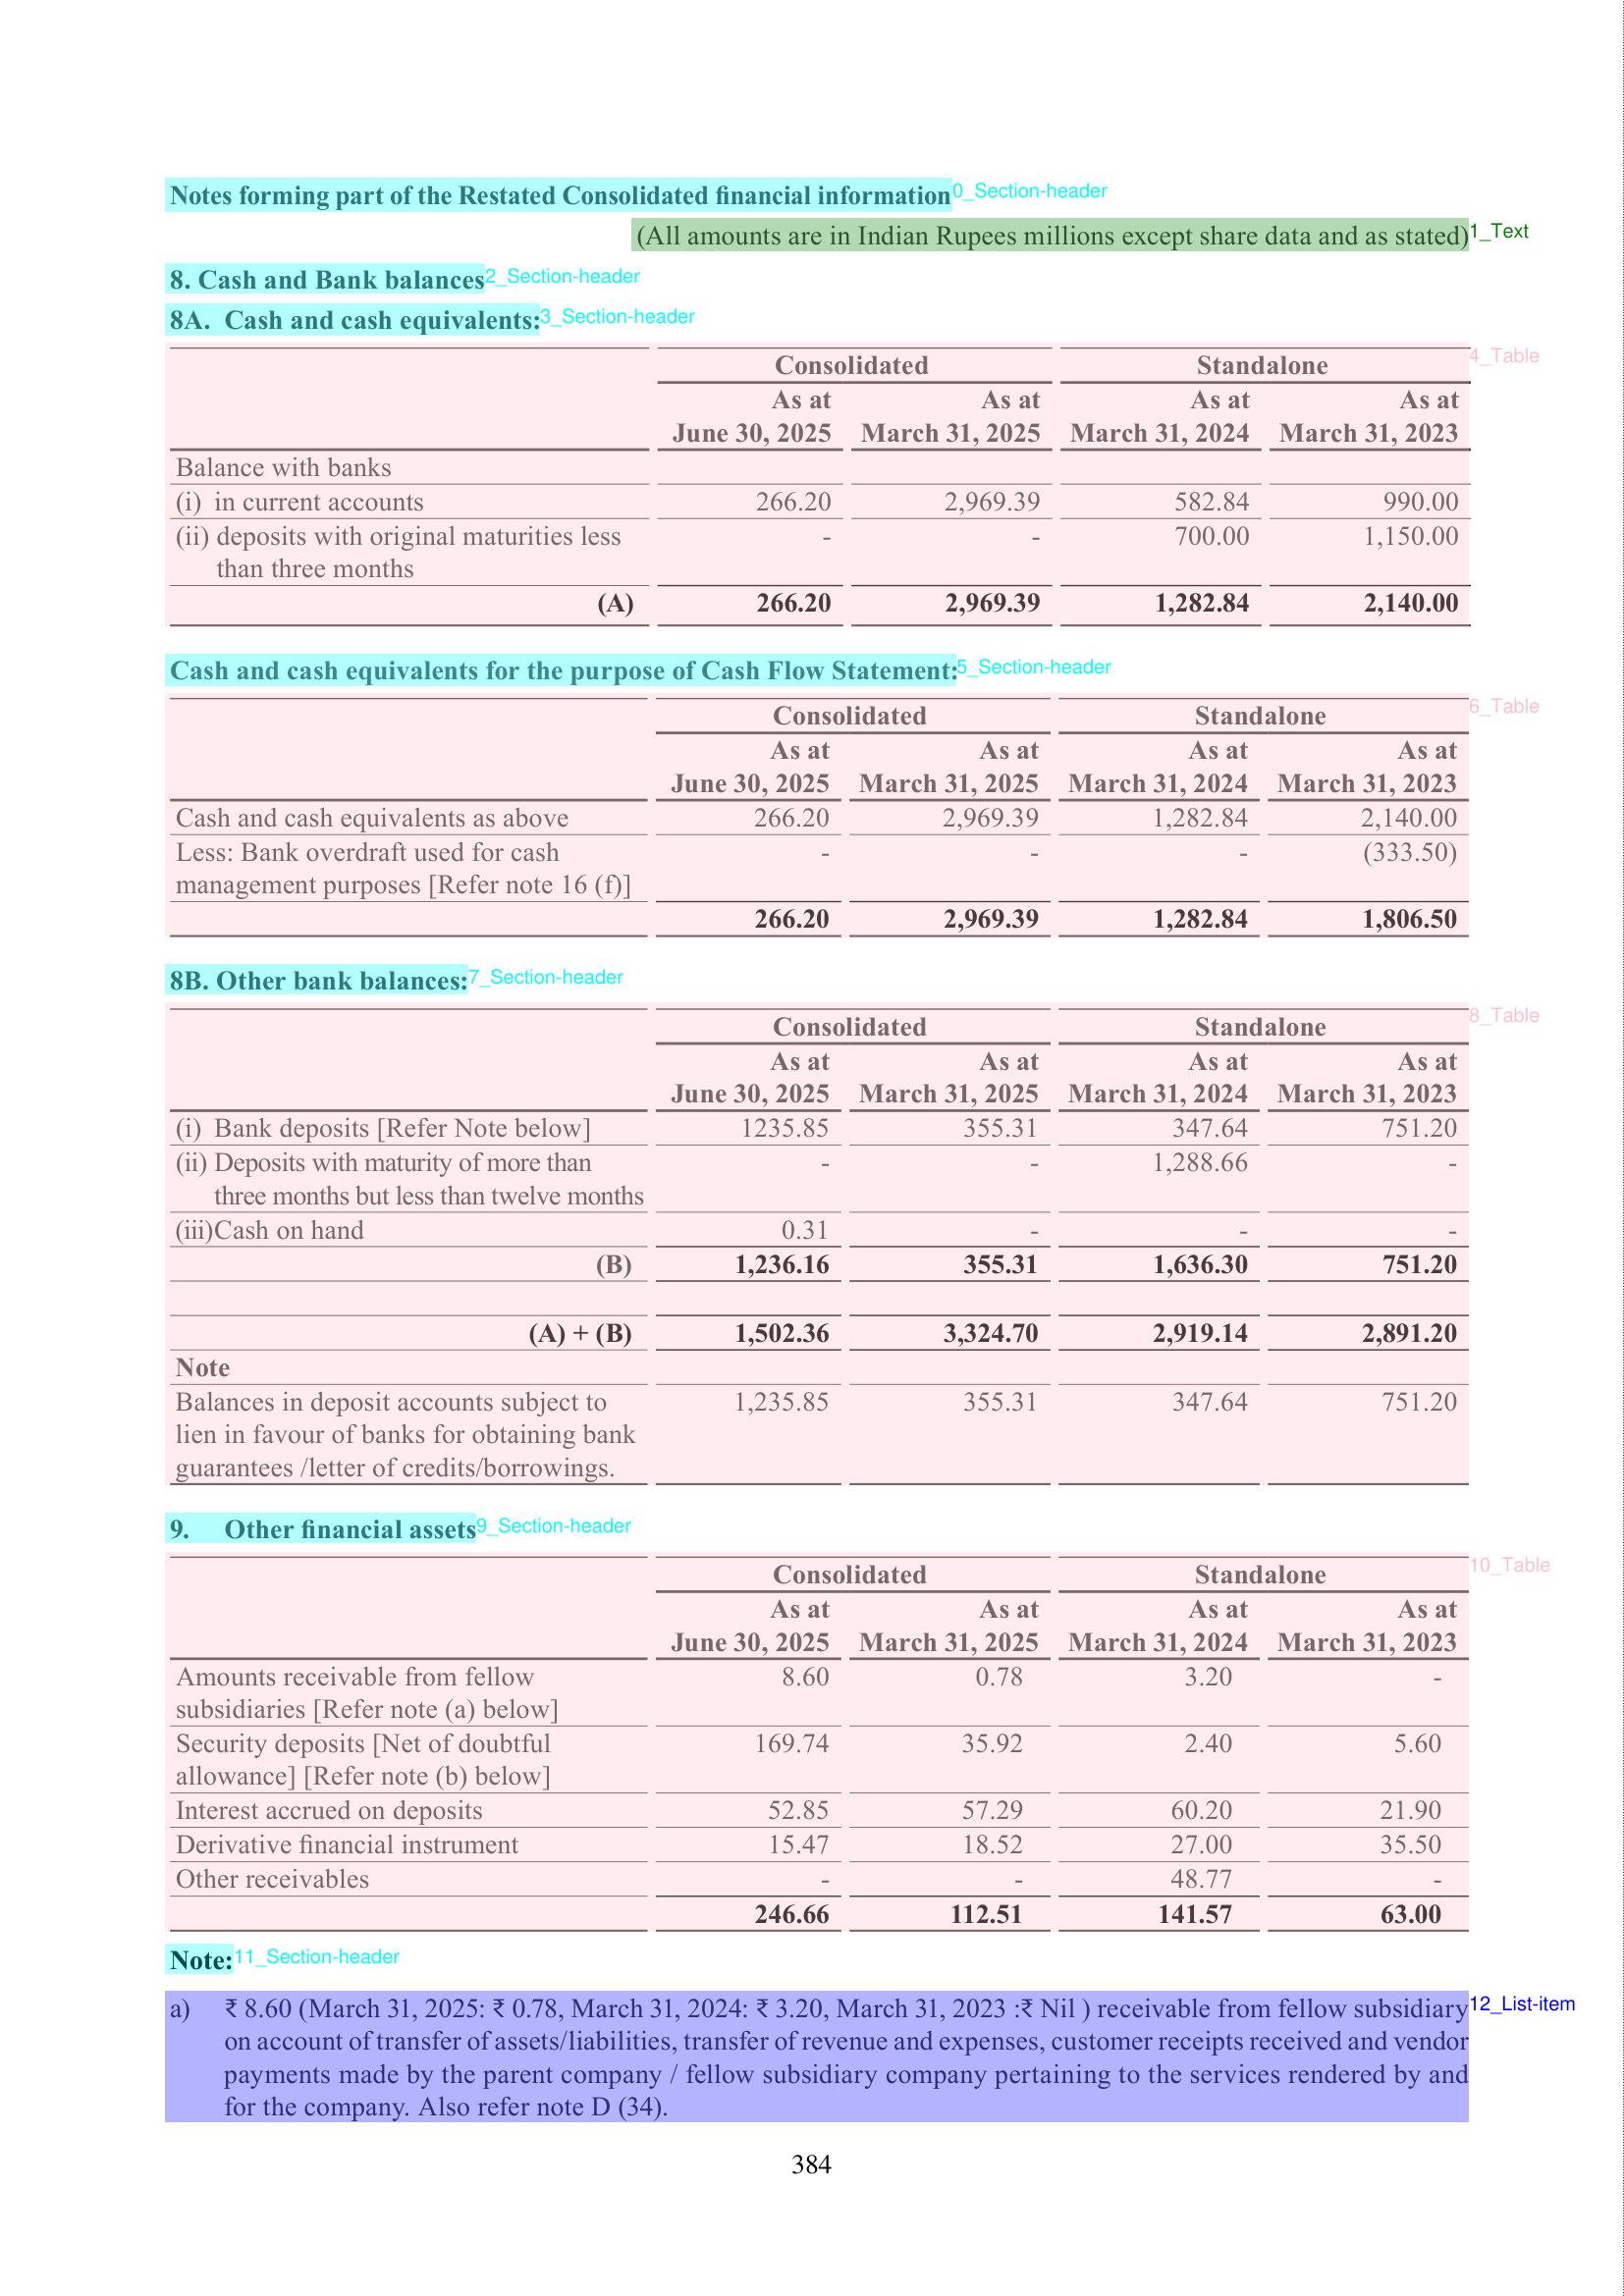 Notes forming part of the Restated Consolidated financial information
0_Section-header
(All amounts are in Indian Rupees millions except share data and as stated)
1_Text
8. Cash and Bank balances
2_Section-header
8A. Cash and cash equivalents:
3_Section-header
4_Table
Consolidated Standalone
As at As at As at As at
June 30, 2025 March 31, 2025 March 31, 2024 March 31, 2023
Balance with banks
(i) in current accounts 266.20 2,969.39 582.84 990.00
(ii) deposits with original maturities less - - 700.00 1,150.00
than three months
(A) 266.20 2,969.39 1,282.84 2,140.00
Cash and cash equivalents for the purpose of Cash Flow Statement:
5_Section-header
6_Table
Consolidated Standalone
As at As at As at As at
June 30, 2025 March 31, 2025 March 31, 2024 March 31, 2023
Cash and cash equivalents as above 266.20 2,969.39 1,282.84 2,140.00
Less: Bank overdraft used for cash - - - (333.50)
management purposes [Refer note 16 (f)]
266.20 2,969.39 1,282.84 1,806.50
8B. Other bank balances:
7_Section-header
8_Table
Consolidated Standalone
As at As at As at As at
June 30, 2025 March 31, 2025 March 31, 2024 March 31, 2023
(i) Bank deposits [Refer Note below] 1235.85 355.31 347.64 751.20
(ii) Deposits with maturity of more than - - 1,288.66 -
three months but less than twelve months
(iii)Cash on hand 0.31 - - -
(B) 1,236.16 355.31 1,636.30 751.20
(A) + (B) 1,502.36 3,324.70 2,919.14 2,891.20
Note
Balances in deposit accounts subject to 1,235.85 355.31 347.64 751.20
lien in favour of banks for obtaining bank
guarantees /letter of credits/borrowings.
9. Other financial assets
9_Section-header
10_Table
Consolidated Standalone
As at As at As at As at
June 30, 2025 March 31, 2025 March 31, 2024 March 31, 2023
Amounts receivable from fellow 8.60 0.78 3.20 -
subsidiaries [Refer note (a) below]
Security deposits [Net of doubtful 169.74 35.92 2.40 5.60
allowance] [Refer note (b) below]
Interest accrued on deposits 52.85 57.29 60.20 21.90
Derivative financial instrument 15.47 18.52 27.00 35.50
Other receivables - - 48.77 -
246.66 112.51 141.57 63.00
Note:
11_Section-header
a) ₹ 8.60 (March 31, 2025: ₹ 0.78, March 31, 2024: ₹ 3.20, March 31, 2023 :₹ Nil ) receivable from fellow subsidiary
12_List-item
on account of transfer of assets/liabilities, transfer of revenue and expenses, customer receipts received and vendor
payments made by the parent company / fellow subsidiary company pertaining to the services rendered by and
for the company. Also refer note D (34).
384